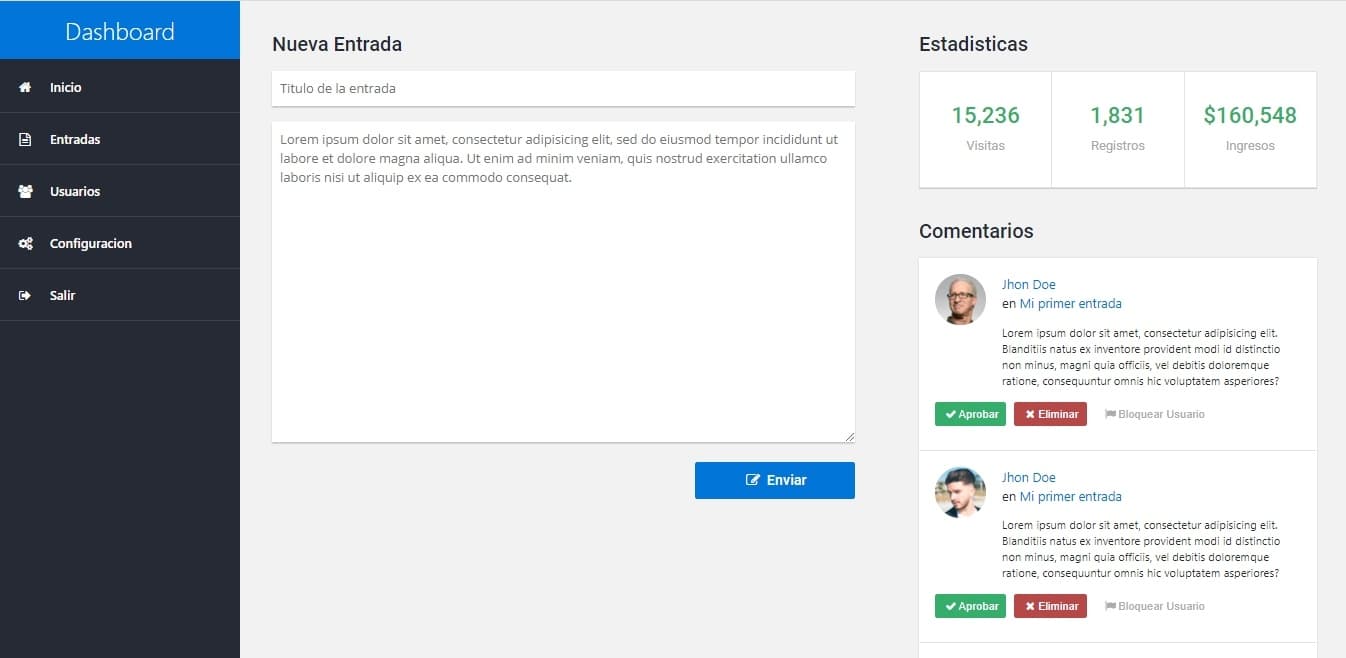 Dashboard
Inicio
Entradas
Usuarios
Configuracion
Salir
Nueva Entrada
Titulo de la entrada
Lorem ipsum dolor sit amet, consectetur adipisicing elit, sed do eiusmod tempor incididunt ut
labore et dolore magna aliqua. Ut enim ad minim veniam, quis nostrud exercitation ullamco
laboris nisi ut aliquip ex ea commodo consequat.
Enviar
Estadisticas
15,236
Visitas
1,831
Registros
$160,548
Ingresos
Comentarios
Jhon Doe
en Mi primer entrada
Lorem ipsum dolor sit amet, consectetur adipisicing elit.
Blanditiis natus ex inventore provident modi id distinctio
non minus, magni quia officiis, vel debitis doloremque
ratione, consequuntur omnis hic voluptatem asperiores?
Aprobar Eliminar Bloquear Usuario
Jhon Doe
en Mi primer entrada
Lorem ipsum dolor sit amet, consectetur adipisicing elit.
Blanditiis natus ex inventore provident modi id distinctio
non minus, magni quia officiis, vel debitis doloremque
ratione, consequuntur omnis hic voluptatem asperiores?
Aprobar Eliminar Bloquear Usuario